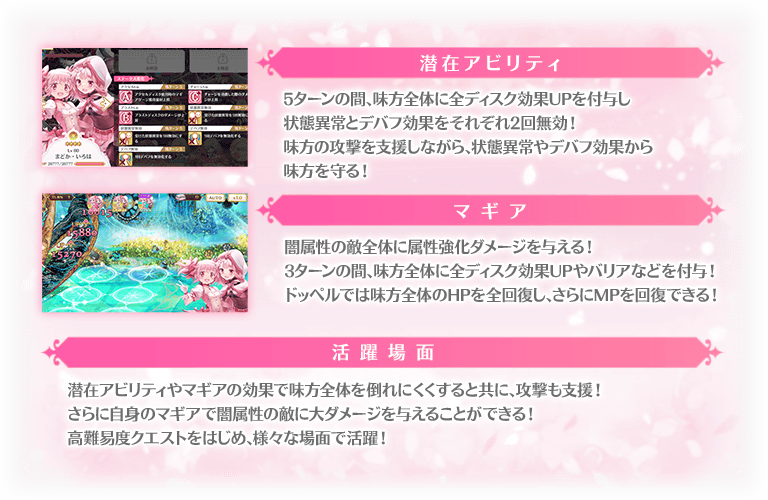 潜在アビリティ
5ターンの間、味方全体に全ディスク効果UPを付与し
状態異常とデバフ効果をそれぞれ2回無効！
味方の攻撃を支援しながら、状態異常やデバフ効果から
味方を守る！
まどか・いろは
マギア
闇属性の敵全体に属性強化ダメージを与える！
3ターンの間、味方全体に全ディスク効果UPやバリアなどを付与！
ドッペルでは味方全体のHPを全回復し、さらにMPを回復できる！
15880
15270
活躍場面
潜在アビリティやマギアの効果で味方全体を倒れにくくすると共に、攻撃も支援！
さらに自身のマギアで闇属性の敵に大ダメージを与えることができる！
高難易度クエストをはじめ、様々な場面で活躍！